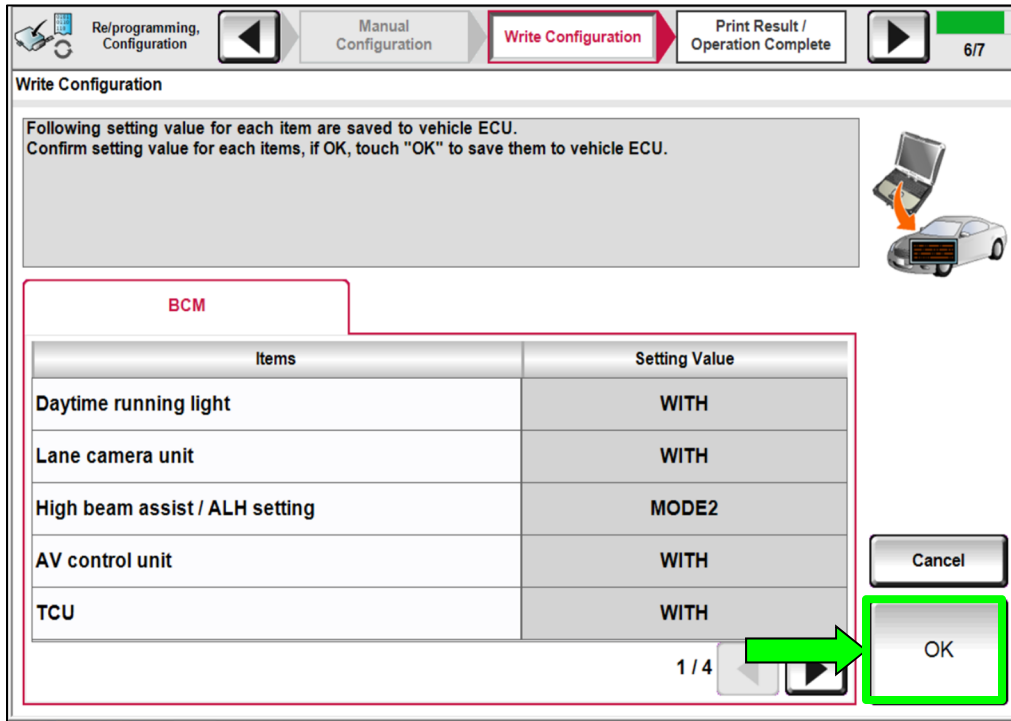 Re/programming,
Configuration
Manual
Configuration
Write Configuration
Print Result /
Operation Complete
6/7
Write Configuration
Following setting value for each item are saved to vehicle ECU.
Confirm setting value for each items, if OK, touch "OK" to save them to vehicle ECU.
BCM
Items Setting Value
Daytime running light WITH
Lane camera unit WITH
High beam assist / ALH setting MODE2
AV control unit WITH
TCU WITH
1 / 4
Cancel
OK